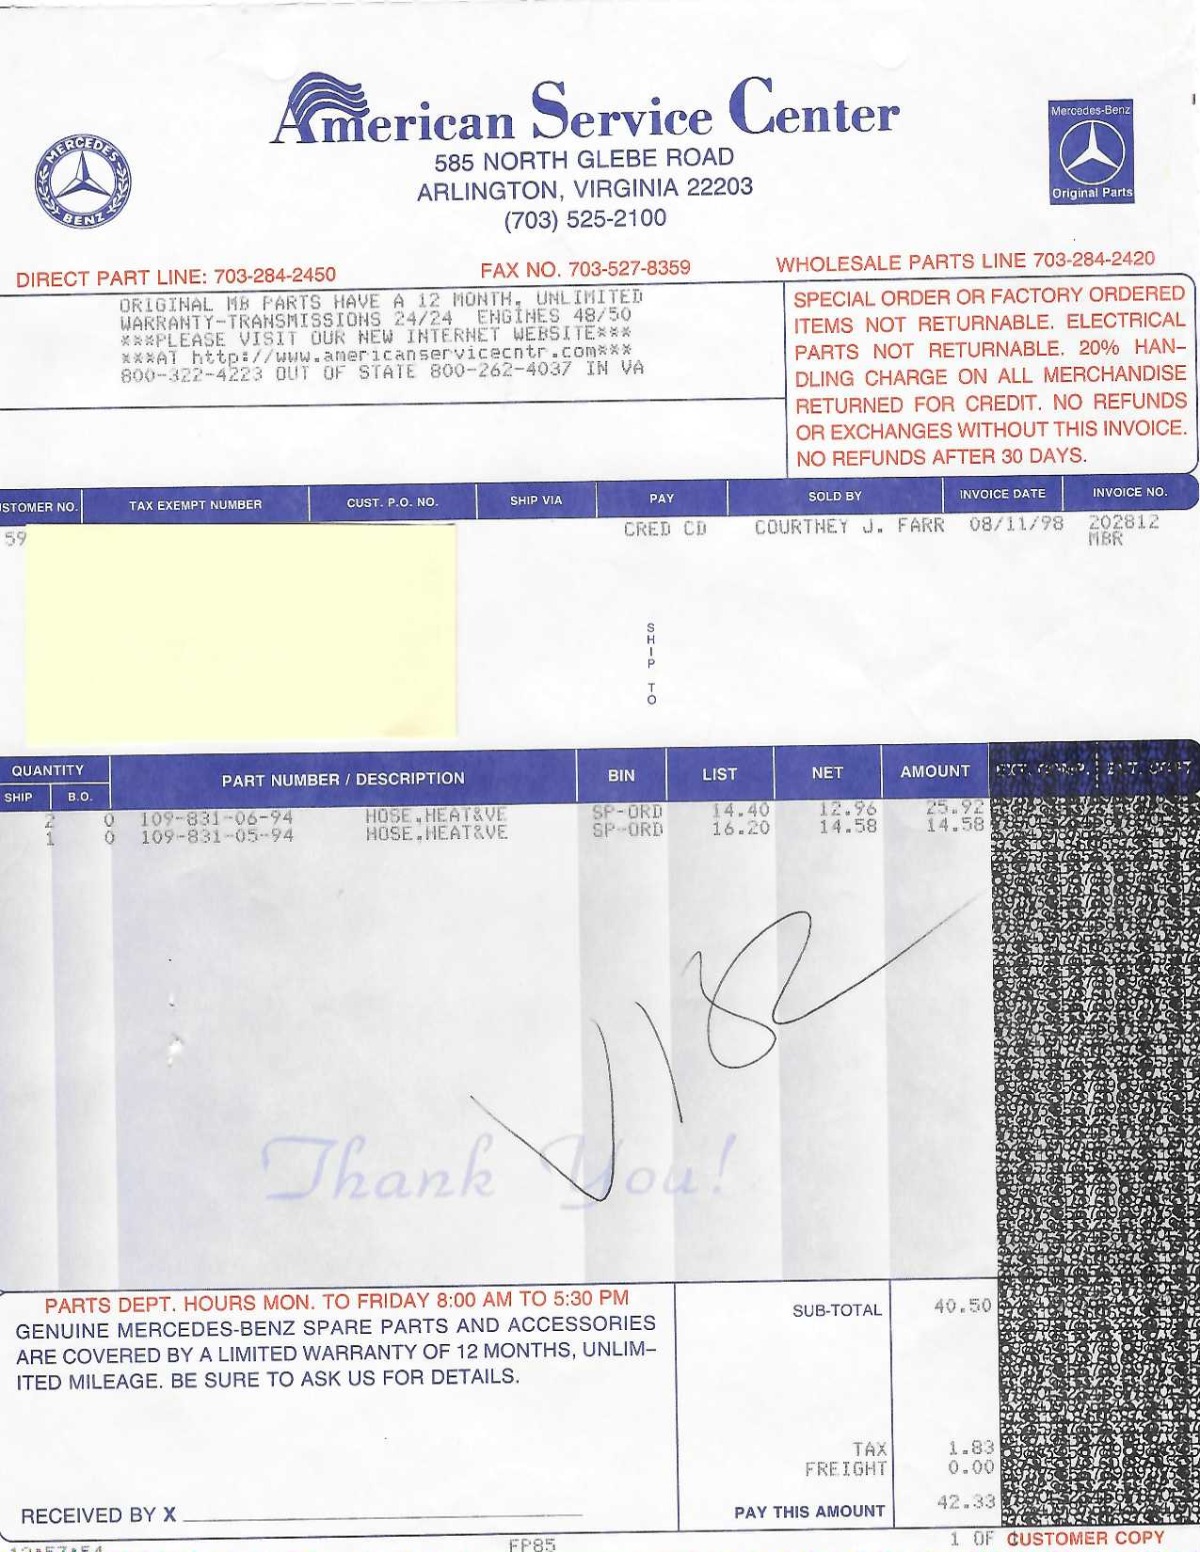 American Service Center
585 NORTH GLEBE ROAD
ARLINGTON, VIRGINIA 22203
(703) 525-2100
MERCEDES
BENZ
Mercedes-Benz
Original Parts
DIRECT PART LINE: 703-284-2450
FAX NO. 703-527-8359
WHOLESALE PARTS LINE 703-284-2420
ORIGINAL MB PARTS HAVE A 12 MONTH, UNLIMITED
WARRANTY-TRANSMISSIONS 24/24 ENGINES 48/50
***PLEASE VISIT OUR NEW INTERNET WEBSITE***
***AT http://www.americanservicecntr.com***
800-322-4223 OUT OF STATE 800-262-4037 IN VA
SPECIAL ORDER OR FACTORY ORDERED
ITEMS NOT RETURNABLE. ELECTRICAL
PARTS NOT RETURNABLE. 20% HAN-
DLING CHARGE ON ALL MERCHANDISE
RETURNED FOR CREDIT. NO REFUNDS
OR EXCHANGES WITHOUT THIS INVOICE.
NO REFUNDS AFTER 30 DAYS.
STOMER NO. TAX EXEMPT NUMBER CUST. P.O. NO. SHIP VIA PAY SOLD BY INVOICE DATE INVOICE NO.
59 CRED CD COURTNEY J. FARR 08/11/98 202812
MBR
SHIP TO
QUANTITY PART NUMBER / DESCRIPTION BIN LIST NET AMOUNT
SHIP B.O.
2 0 109-831-06-94 HOSE,HEAT&VE SP-ORD 14.40 12.96 25.92
1 0 109-831-05-94 HOSE,HEAT&VE SP-ORD 16.20 14.58 14.58
Thank You!
PARTS DEPT. HOURS MON. TO FRIDAY 8:00 AM TO 5:30 PM
GENUINE MERCEDES-BENZ SPARE PARTS AND ACCESSORIES
ARE COVERED BY A LIMITED WARRANTY OF 12 MONTHS, UNLIM-
ITED MILEAGE. BE SURE TO ASK US FOR DETAILS.
SUB-TOTAL 40.50
TAX 1.83
FREIGHT 0.00
PAY THIS AMOUNT 42.33
RECEIVED BY X
FP85
1 OF CUSTOMER COPY